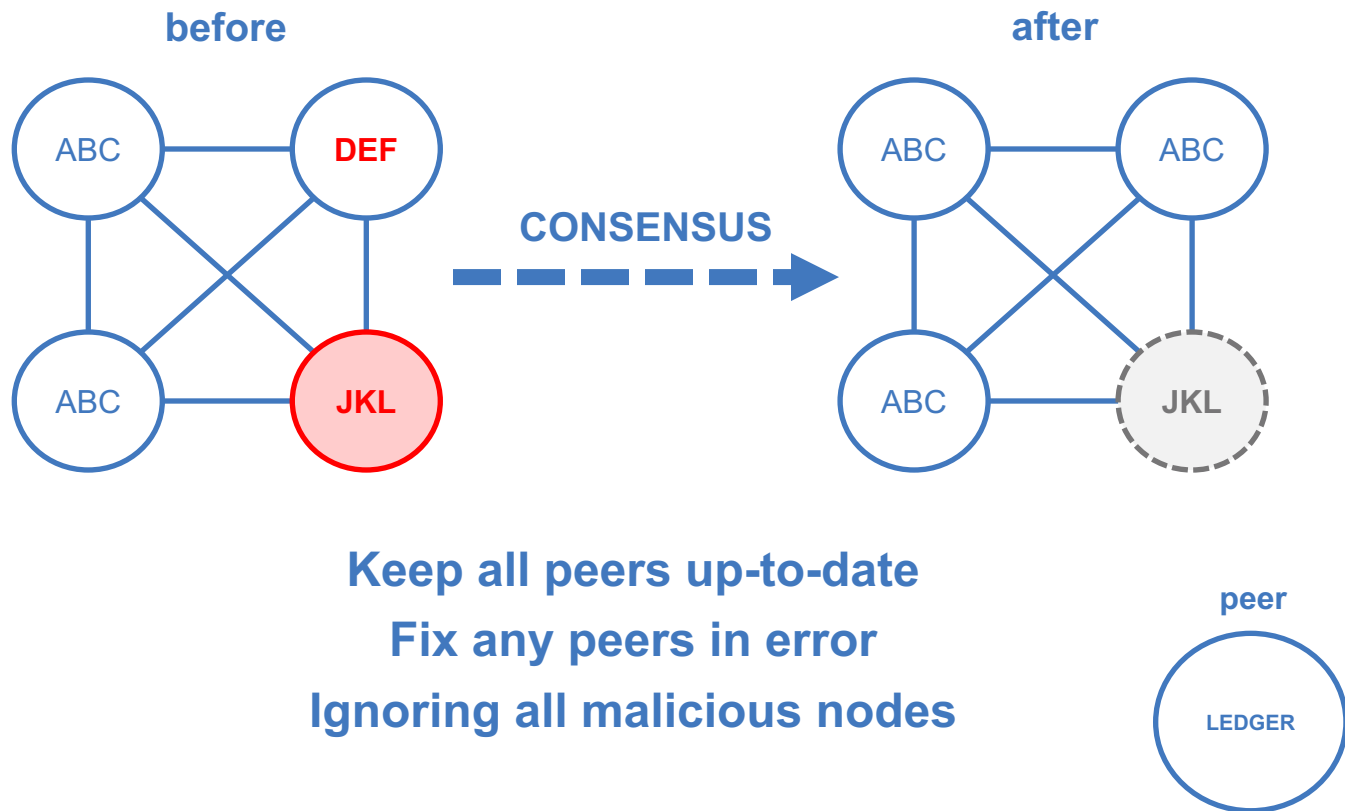 before
after
ABC
DEF
ABC
ABC
CONSENSUS
ABC
JKL
ABC
JKL
Keep all peers up-to-date
Fix any peers in error
Ignoring all malicious nodes
peer
LEDGER